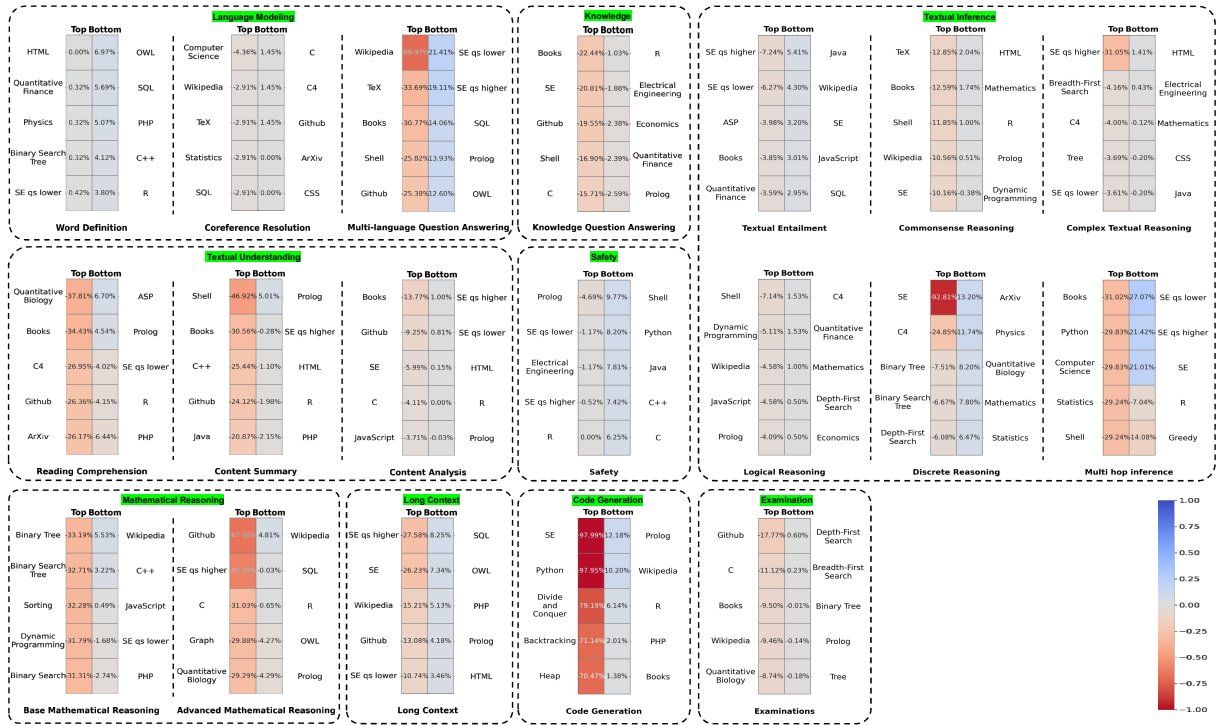 Language Modeling
Top Bottom
HTML 0.00% 6.97% OWL
Quantitative
Finance 0.32% 5.69% SQL
Physics 0.32% 5.07% PHP
Binary Search
Tree 0.32% 4.12% C++
SE qs lower 0.42% 3.80% R
Word Definition
Top Bottom
Computer
Science -4.36% 1.45% C
Wikipedia -2.91% 1.45% C4
TeX -2.91% 1.45% Github
Statistics -2.91% 0.00% ArXiv
SQL -2.91% 0.00% CSS
Coreference Resolution
Top Bottom
Wikipedia 21.41% SE qs lower
TeX -33.69% 19.11% SE qs higher
Books -30.77% 14.06% SQL
Shell -25.82% 13.93% Prolog
Github -25.38% 12.60% OWL
Multi-language Question Answering
Knowledge
Top Bottom
Books -22.44% -1.03% R
SE -20.81% -1.88% Electrical
Engineering
Github -19.55% -2.38% Economics
Shell -16.90% -2.39% Quantitative
Finance
C -15.71% -2.59% Prolog
Knowledge Question Answering
Textual Inference
Top Bottom
SE qs higher -7.24% 5.41% Java
SE qs lower -6.27% 4.30% Wikipedia
ASP -3.98% 3.20% SE
Books -3.85% 3.01% JavaScript
Quantitative
Finance -3.59% 2.95% SQL
Textual Entailment
Top Bottom
TeX -12.85% 2.04% HTML
Books -12.59% 1.74% Mathematics
Shell -11.85% 1.00% R
Wikipedia -10.56% 0.51% Prolog
SE -10.16% -0.38% Dynamic
Programming
Commonsense Reasoning
Top Bottom
SE qs higher -31.05% 1.41% HTML
Breadth-First
Search -4.16% 0.43% Electrical
Engineering
C4 -4.00% -0.12% Mathematics
Tree -3.69% -0.20% CSS
SE qs lower -3.61% -0.20% Java
Complex Textual Reasoning
Textual Understanding
Top Bottom
Quantitative
Biology -37.81% 6.70% ASP
Books -34.43% 4.54% Prolog
C4 -26.95% -4.02% SE qs lower
Github -26.36% -4.15% R
ArXiv -26.17% -6.44% PHP
Reading Comprehension
Top Bottom
Shell -46.92% 5.01% Prolog
Books -30.56% -0.28% SE qs higher
C++ -25.44% -1.10% HTML
Github -24.12% -1.98% R
Java -20.87% -2.15% PHP
Content Summary
Top Bottom
Books -13.77% 1.00% SE qs higher
Github -9.25% 0.81% SE qs lower
SE -5.99% 0.15% HTML
C -4.11% 0.00% R
JavaScript -3.71% -0.03% Prolog
Content Analysis
Safety
Top Bottom
Prolog -4.69% 9.77% Shell
SE qs lower -1.17% 8.20% Python
Electrical
Engineering -1.17% 7.81% Java
SE qs higher -0.52% 7.42% C++
R 0.00% 6.25% C
Safety
Top Bottom
Shell -7.14% 1.53% C4
Dynamic
Programming -5.11% 1.53% Quantitative
Finance
Wikipedia -4.58% 1.00% Mathematics
JavaScript -4.58% 0.50% Depth-First
Search
Prolog -4.09% 0.50% Economics
Logical Reasoning
Top Bottom
SE -92.81% 13.20% ArXiv
C4 -24.85% 11.74% Physics
Binary Tree -7.51% 8.20% Quantitative
Biology
Binary Search
Tree -6.67% 7.80% Mathematics
Depth-First
Search -6.08% 6.47% Statistics
Discrete Reasoning
Top Bottom
Books -31.02% 27.07% SE qs lower
Python -29.83% 21.42% SE qs higher
Computer
Science -29.83% 21.01% SE
Statistics -29.24% -7.04% R
Shell -29.24% 14.08% Greedy
Multi hop inference
Mathematical Reasoning
Top Bottom
Binary Tree -33.19% 5.53% Wikipedia
Binary Search
Tree -32.71% 3.22% C++
Sorting -32.28% 0.49% JavaScript
Dynamic
Programming -31.79% -1.68% SE qs lower
Binary Search -31.31% -2.74% PHP
Base Mathematical Reasoning
Top Bottom
Github 4.81% Wikipedia
SE qs higher -0.03% SQL
C -31.03% -0.65% R
Graph -29.88% -4.27% OWL
Quantitative
Biology -29.29% -4.29% Prolog
Advanced Mathematical Reasoning
Long Context
Top Bottom
SE qs higher -27.58% 8.25% SQL
SE -26.23% 7.34% OWL
Wikipedia -15.21% 5.13% PHP
Github -13.08% 4.18% Prolog
SE qs lower -10.74% 3.46% HTML
Long Context
Code Generation
Top Bottom
SE -97.99% 12.18% Prolog
Python -97.95% 10.20% Wikipedia
Divide
and
Conquer -79.19% 6.14% R
Backtracking -71.14% 2.01% PHP
Heap -70.47% 1.38% Books
Code Generation
Examination
Top Bottom
Github -17.77% 0.60% Depth-First
Search
C -11.12% 0.23% Breadth-First
Search
Books -9.50% -0.01% Binary Tree
Wikipedia -9.46% -0.14% Prolog
Quantitative
Biology -8.74% -0.18% Tree
Examinations
1.00
0.75
0.50
0.25
0.00
−0.25
−0.50
−0.75
−1.00